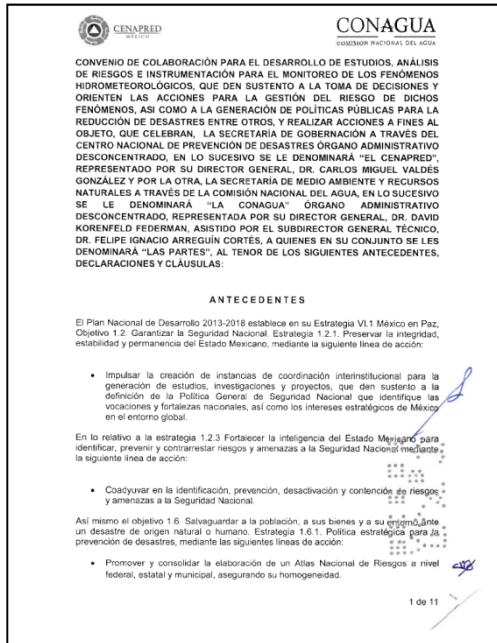 CENAPRED
MÉXICO
CONAGUA
COMISIÓN NACIONAL DEL AGUA
CONVENIO DE COLABORACIÓN PARA EL DESARROLLO DE ESTUDIOS, ANÁLISIS
DE RIESGOS E INSTRUMENTACIÓN PARA EL MONITOREO DE LOS FENÓMENOS
HIDROMETEOROLÓGICOS, QUE DEN SUSTENTO A LA TOMA DE DECISIONES Y
ORIENTEN LAS ACCIONES PARA LA GESTIÓN DEL RIESGO DE DICHOS
FENÓMENOS, ASI COMO A LA GENERACIÓN DE POLÍTICAS PÚBLICAS PARA LA
REDUCCIÓN DE DESASTRES ENTRE OTROS, Y REALIZAR ACCIONES A FINES AL
OBJETO, QUE CELEBRAN, LA SECRETARÍA DE GOBERNACIÓN A TRAVÉS DEL
CENTRO NACIONAL DE PREVENCIÓN DE DESASTRES ÓRGANO ADMINISTRATIVO
DESCONCENTRADO, EN LO SUCESIVO SE LE DENOMINARÁ "EL CENAPRED",
REPRESENTADO POR SU DIRECTOR GENERAL, DR. CARLOS MIGUEL VALDÉS
GONZÁLEZ Y POR LA OTRA, LA SECRETARÍA DE MEDIO AMBIENTE Y RECURSOS
NATURALES A TRAVÉS DE LA COMISIÓN NACIONAL DEL AGUA, EN LO SUCESIVO
SE LE DENOMINARÁ "LA CONAGUA" ÓRGANO ADMINISTRATIVO
DESCONCENTRADO, REPRESENTADA POR SU DIRECTOR GENERAL, DR. DAVID
KORENFELD FEDERMAN, ASISTIDO POR EL SUBDIRECTOR GENERAL TÉCNICO,
DR. FELIPE IGNACIO ARREGUÍN CORTÉS, A QUIENES EN SU CONJUNTO SE LES
DENOMINARÁ "LAS PARTES", AL TENOR DE LOS SIGUIENTES ANTECEDENTES,
DECLARACIONES Y CLÁUSULAS:
ANTECEDENTES
El Plan Nacional de Desarrollo 2013-2018 establece en su Estrategia VI.1 México en Paz,
Objetivo 1.2. Garantizar la Seguridad Nacional. Estrategia 1.2.1. Preservar la integridad,
estabilidad y permanencia del Estado Mexicano, mediante la siguiente línea de acción:
• Impulsar la creación de instancias de coordinación interinstitucional para la
generación de estudios, investigaciones y proyectos, que den sustento a la
definición de la Política General de Seguridad Nacional que identifique las
vocaciones y fortalezas nacionales, así como los intereses estratégicos de México
en el entorno global.
En lo relativo a la estrategia 1.2.3 Fortalecer la inteligencia del Estado Mexicano para
identificar, prevenir y contrarrestar riesgos y amenazas a la Seguridad Nacional mediante
la siguiente línea de acción:
• Coadyuvar en la identificación, prevención, desactivación y contención de riesgos
y amenazas a la Seguridad Nacional.
Así mismo el objetivo 1.6. Salvaguardar a la población, a sus bienes y a su entorno ante
un desastre de origen natural o humano. Estrategia 1.6.1. Política estratégica para la
prevención de desastres, mediante las siguientes líneas de acción:
• Promover y consolidar la elaboración de un Atlas Nacional de Riesgos a nivel
federal, estatal y municipal, asegurando su homogeneidad.
1 de 11